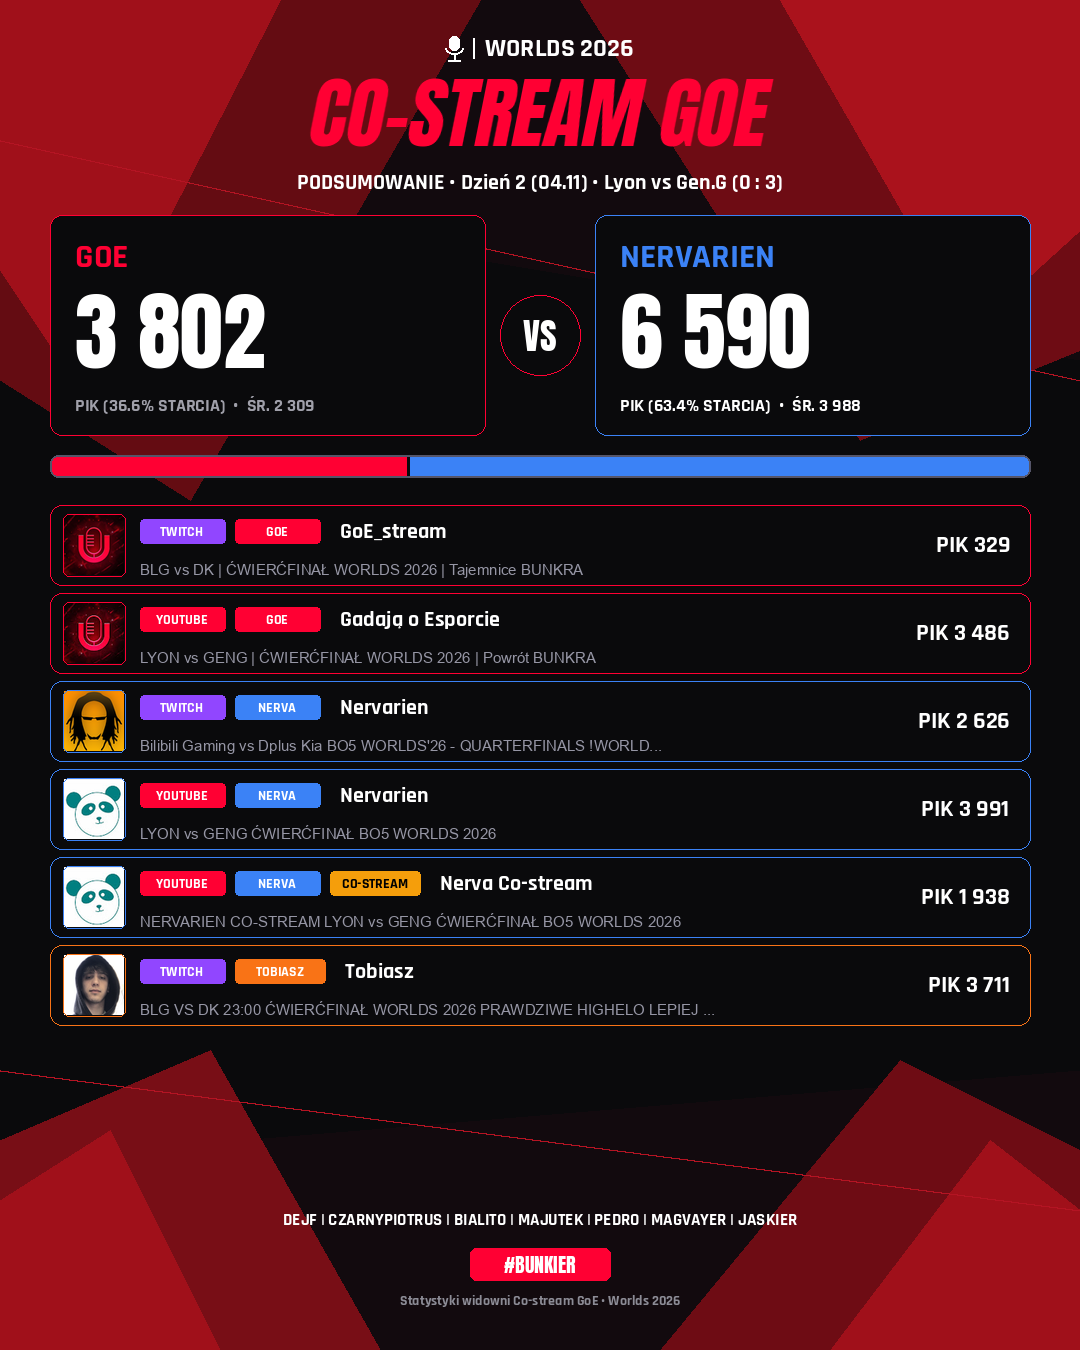 | WORLDS 2026
CO-STREAM GOE
PODSUMOWANIE • Dzień 2 (04.11) • Lyon vs Gen.G (0 : 3)
GOE
3 802
PIK (36.6% STARCIA) • ŚR. 2 309
VS
NERVARIEN
6 590
PIK (63.4% STARCIA) • ŚR. 3 988
TWITCH GOE GoE_stream
BLG vs DK | ĆWIERĆFINAŁ WORLDS 2026 | Tajemnice BUNKRA
PIK 329
YOUTUBE GOE Gadają o Esporcie
LYON vs GENG | ĆWIERĆFINAŁ WORLDS 2026 | Powrót BUNKRA
PIK 3 486
TWITCH NERVA Nervarien
Bilibili Gaming vs Dplus Kia BO5 WORLDS'26 - QUARTERFINALS !WORLD...
PIK 2 626
YOUTUBE NERVA Nervarien
LYON vs GENG ĆWIERĆFINAŁ BO5 WORLDS 2026
PIK 3 991
YOUTUBE NERVA CO-STREAM Nerva Co-stream
NERVARIEN CO-STREAM LYON vs GENG ĆWIERĆFINAŁ BO5 WORLDS 2026
PIK 1 938
TWITCH TOBIASZ Tobiasz
BLG VS DK 23:00 ĆWIERĆFINAŁ WORLDS 2026 PRAWDZIWE HIGHELO LEPIEJ ...
PIK 3 711
DEJF | CZARNYPIOTRUS | BIALITO | MAJUTEK | PEDRO | MAGVAYER | JASKIER
#BUNKIER
Statystyki widowni Co-stream GoE • Worlds 2026